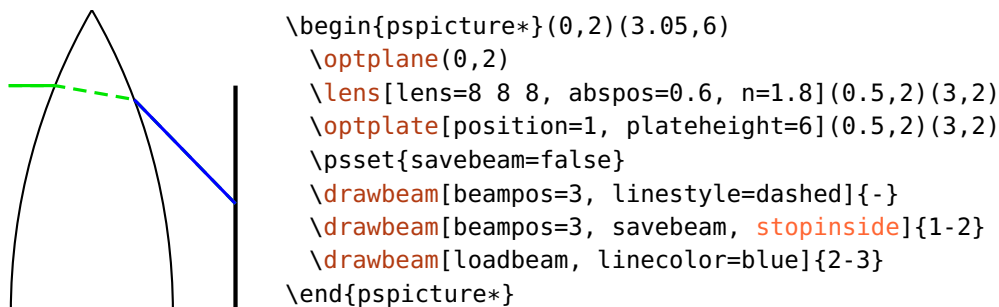 \begin{pspicture*}(0,2)(3.05,6)
\optplane(0,2)
\lens[lens=8 8 8, abspos=0.6, n=1.8](0.5,2)(3,2)
\optplate[position=1, plateheight=6](0.5,2)(3,2)
\psset{savebeam=false}
\drawbeam[beampos=3, linestyle=dashed]{-}
\drawbeam[beampos=3, savebeam, stopinside]{1-2}
\drawbeam[loadbeam, linecolor=blue]{2-3}
\end{pspicture*}